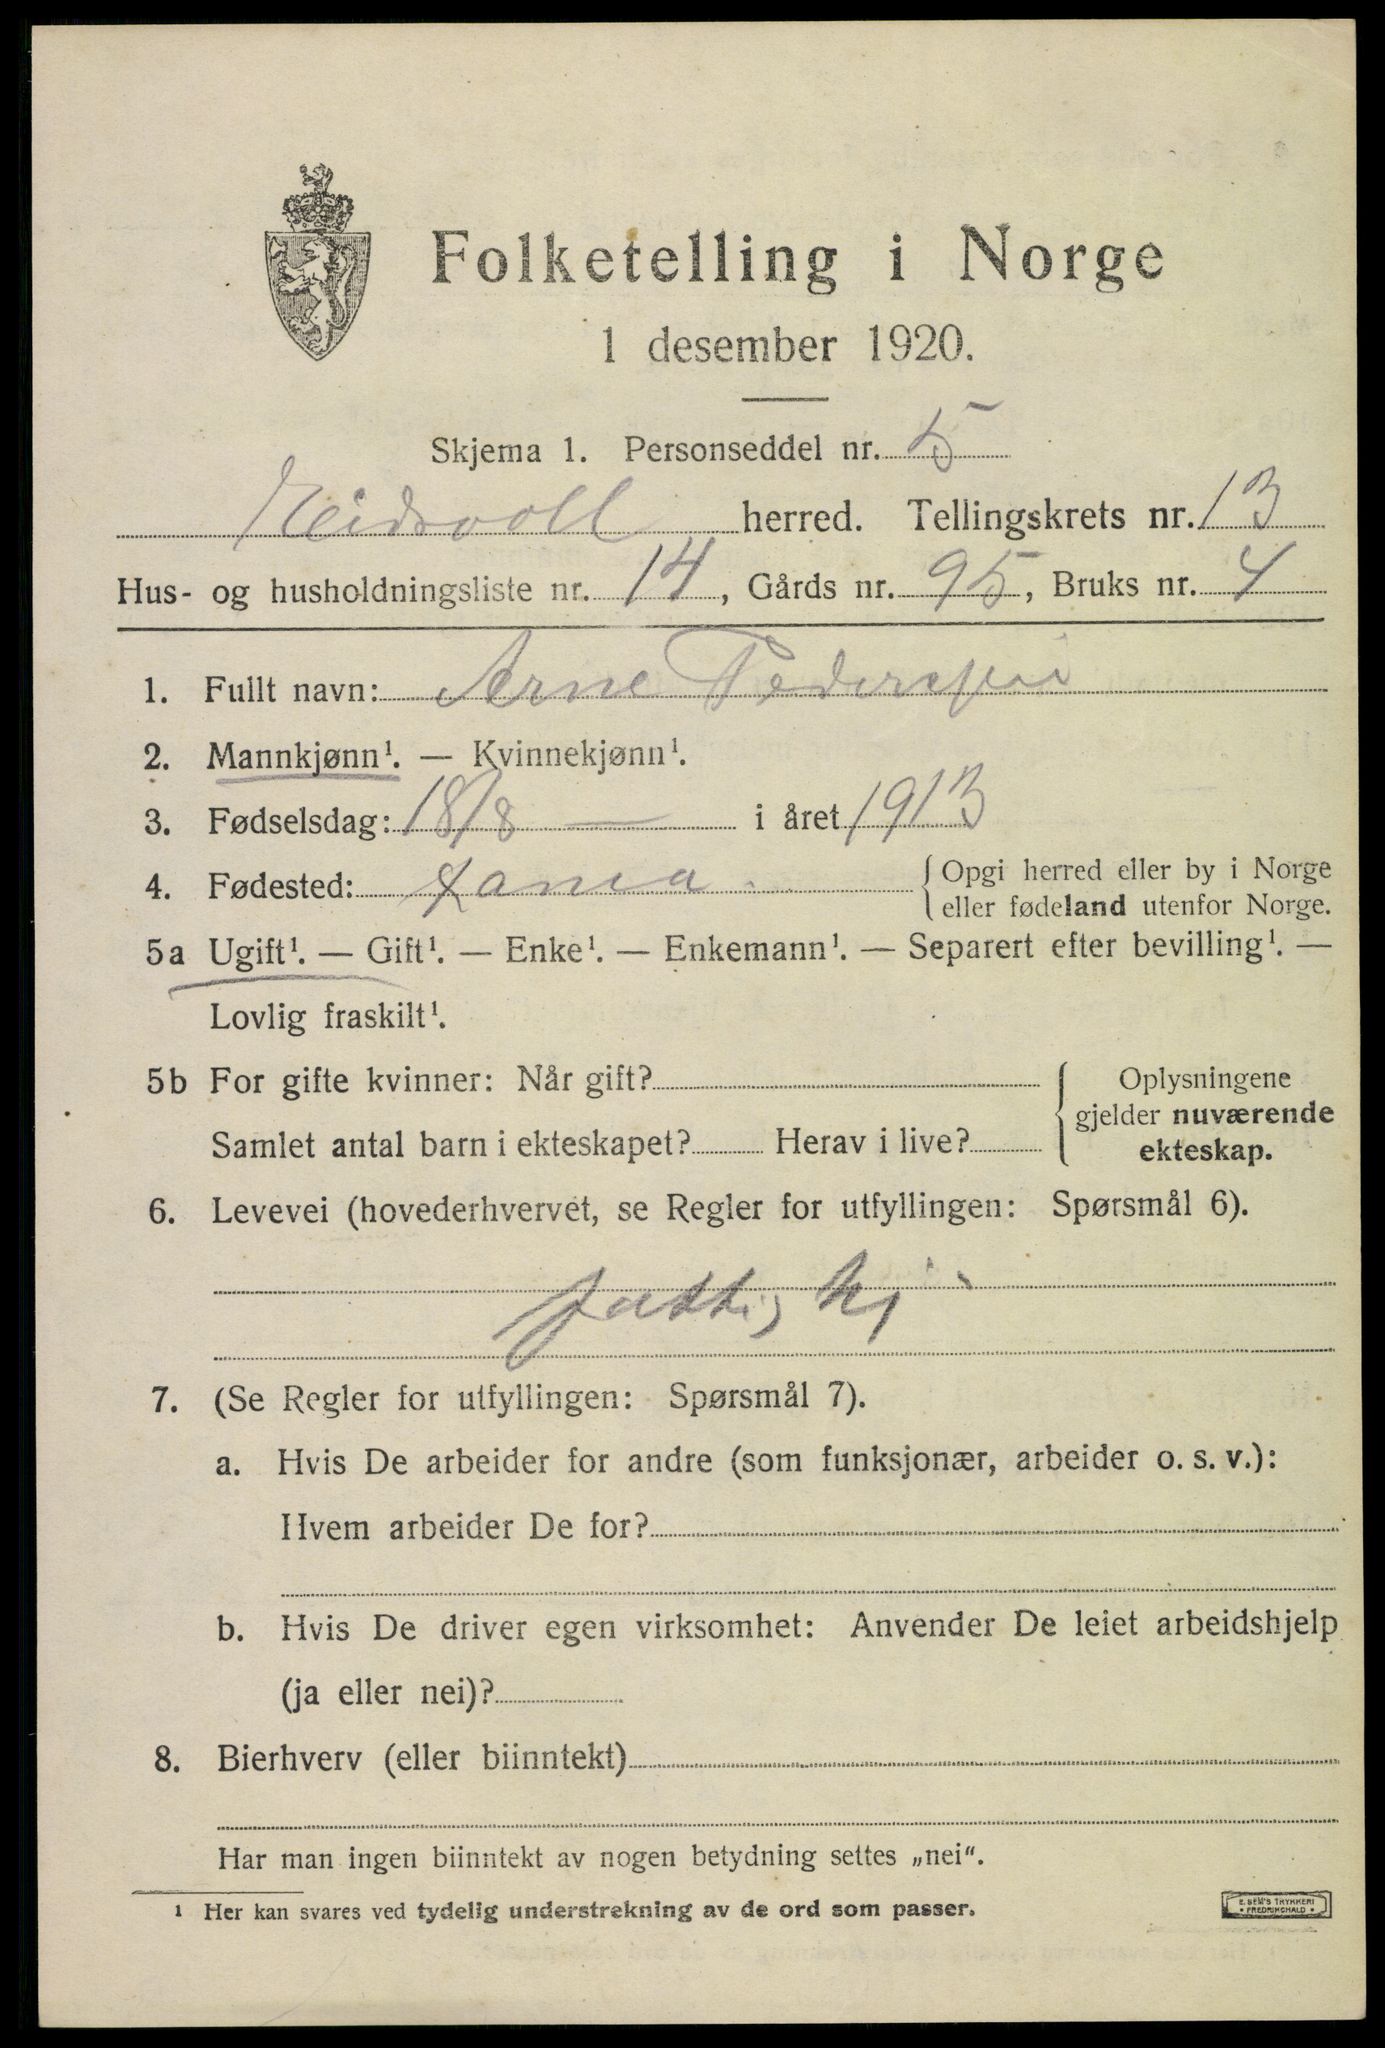 Folketelling i Norge
1 desember 1920.
Skjema 1. Personseddel nr. 5
Eidsvoll herred. Tellingskrets nr. 13
Hus- og husholdningsliste nr. 14, Gårds nr. 95, Bruks nr. 4
1. Fullt navn: Arne Pedersen
2. Mannkjønn¹. — Kvinnekjønn¹.
3. Fødselsdag: 18/8 — i året 1913
4. Fødested: { Opgi herred eller by i Norge
eller fødeland utenfor Norge.
5a Ugift¹. — Gift¹. — Enke¹. — Enkemann¹. — Separert efter bevilling¹. —
Lovlig fraskilt¹.
5b For gifte kvinner: Når gift?
Samlet antal barn i ekteskapet? Herav i live?
Oplysningene
gjelder nuværende
ekteskap.
6. Levevei (hovederhvervet, se Regler for utfyllingen: Spørsmål 6).
7. (Se Regler for utfyllingen: Spørsmål 7).
a. Hvis De arbeider for andre (som funksjonær, arbeider o. s. v.):
Hvem arbeider De for?
b. Hvis De driver egen virksomhet: Anvender De leiet arbeidshjelp
(ja eller nei)?
8. Bierhverv (eller biinntekt)
Har man ingen biinntekt av nogen betydning settes „nei“.
1 Her kan svares ved tydelig understrekning av de ord som passer.
E. SEM'S TRYKKERI
• FREDRIKSHALD •